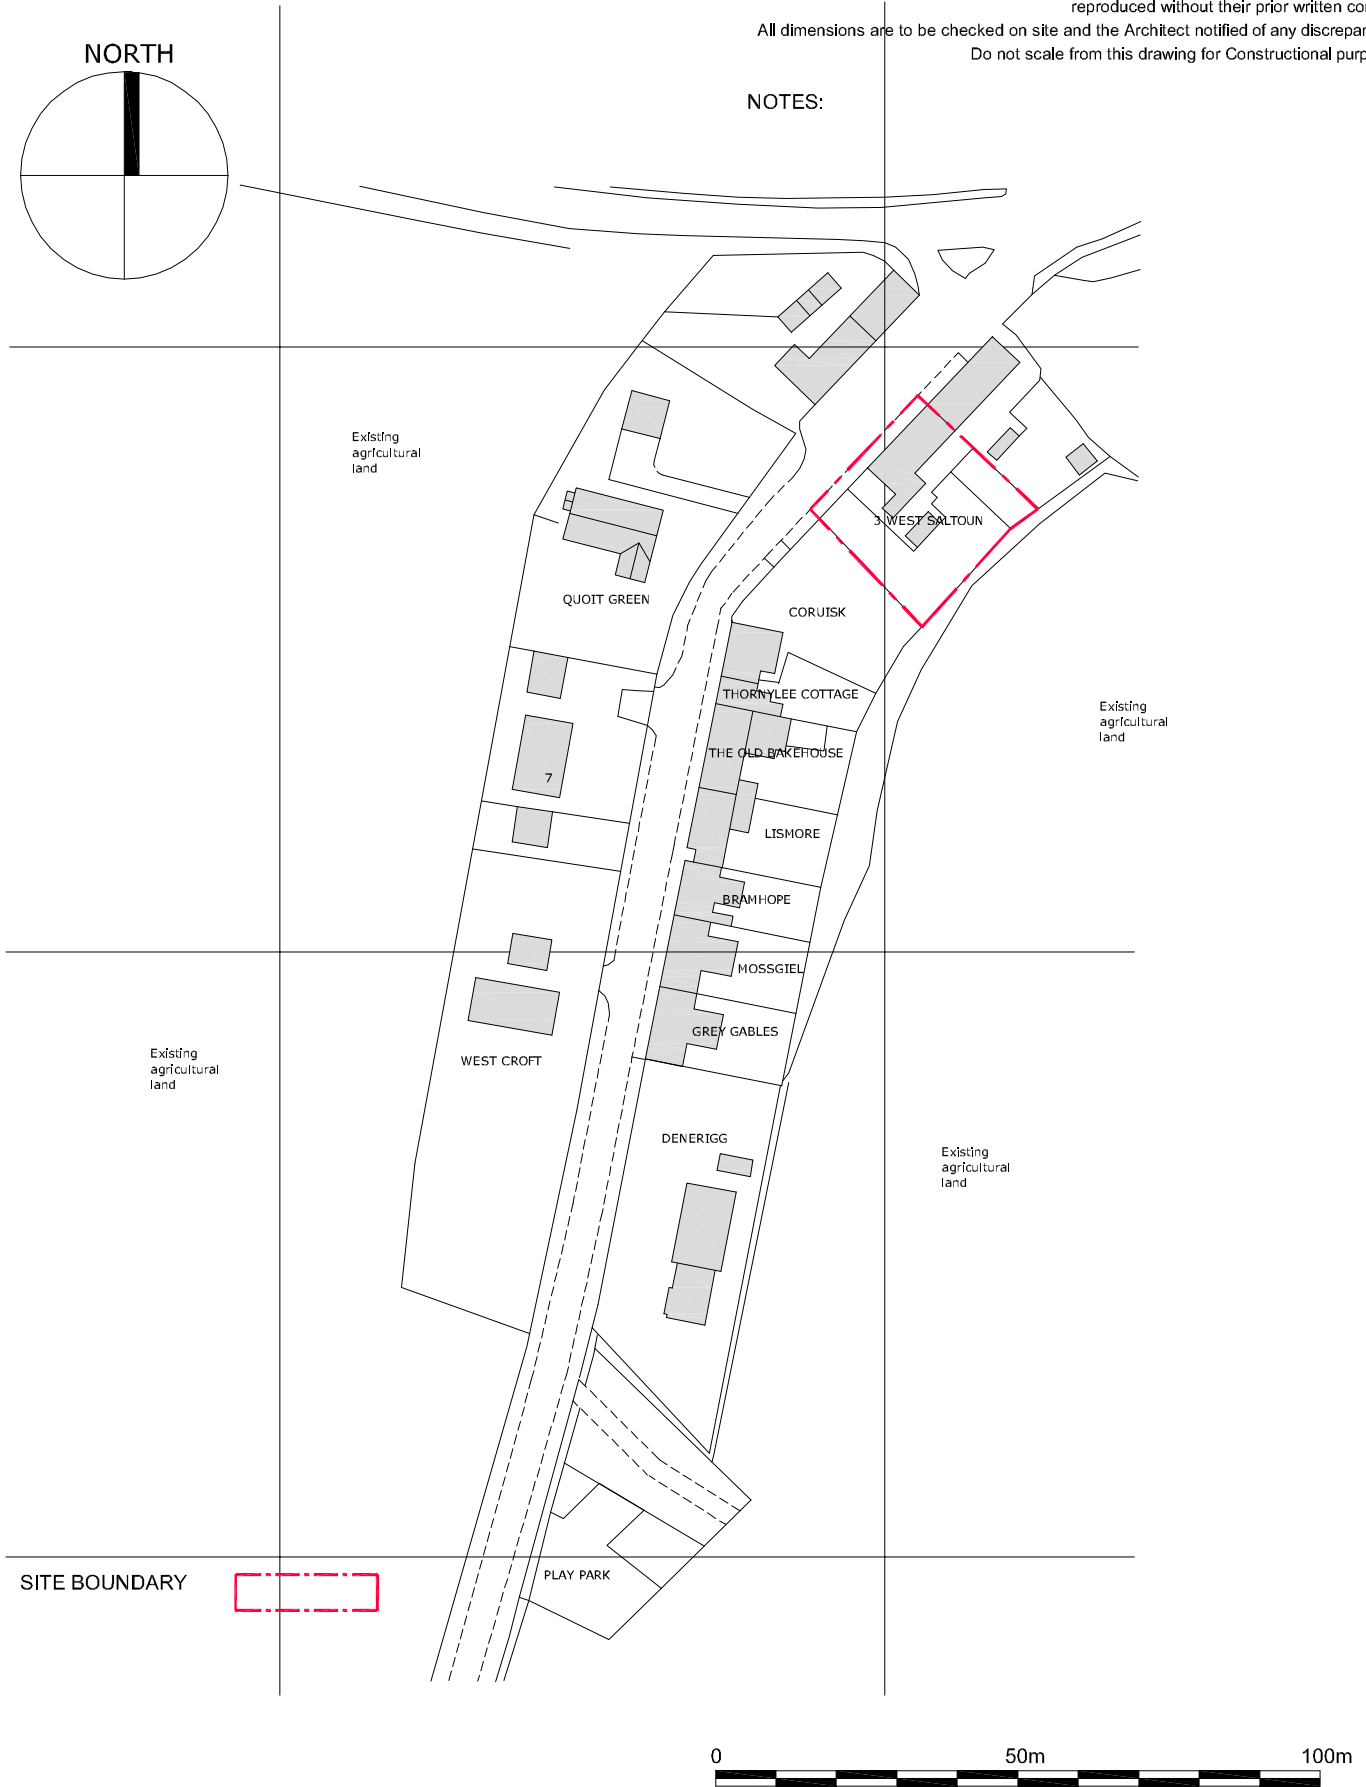 reproduced without their prior written
All dimensions are to be checked on site and the Architect notified of any
Do not scale from this drawing for Constructional
NORTH
NOTES:
Existing
agricultural
land
3 WEST SALTOUN
QUOIT GREEN
CORUISK
THORNYLEE COTTAGE
Existing
agricultural
land
THE OLD BAKEHOUSE
7
LISMORE
BRAMHOPE
MOSSGIEL
GREY GABLES
Existing
agricultural
land
WEST CROFT
DENERIGG
Existing
agricultural
land
SITE BOUNDARY
PLAY PARK
0 50m 100m